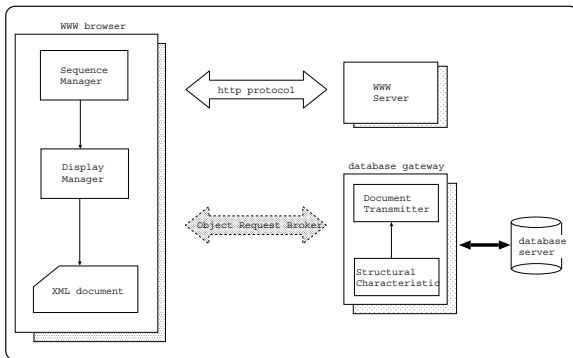 WWW browser
Sequence
Manager
Display
Manager
XML document
http protocol
WWW
Server
Object Request Broker
database gateway
Document
Transmitter
Structural
Characteristic
database
server